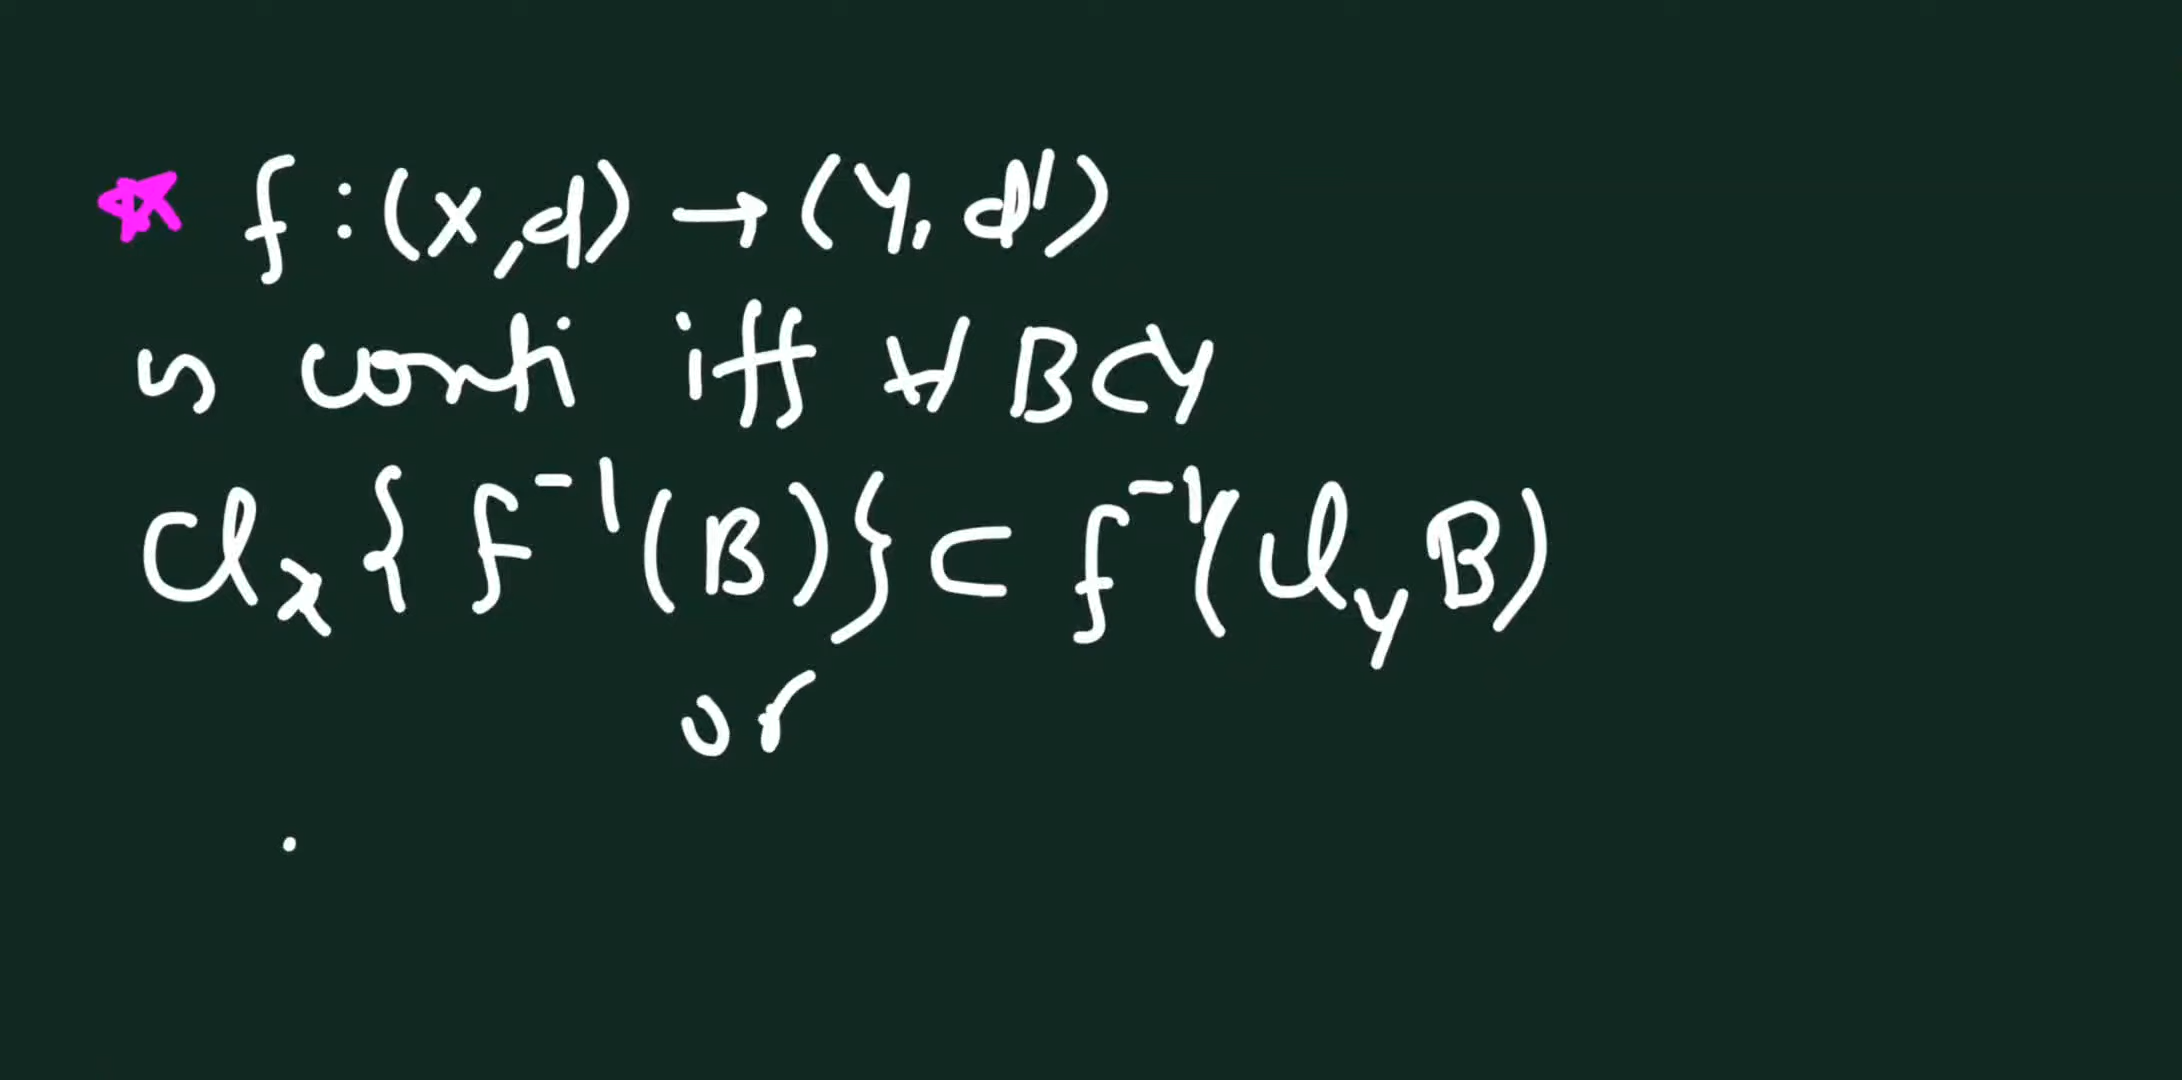 f : (X, d) → (Y, d')
is conti iff ∀ B ⊂ Y
Cl_X { f⁻¹(B) } ⊂ f⁻¹(Cl_Y B)
or